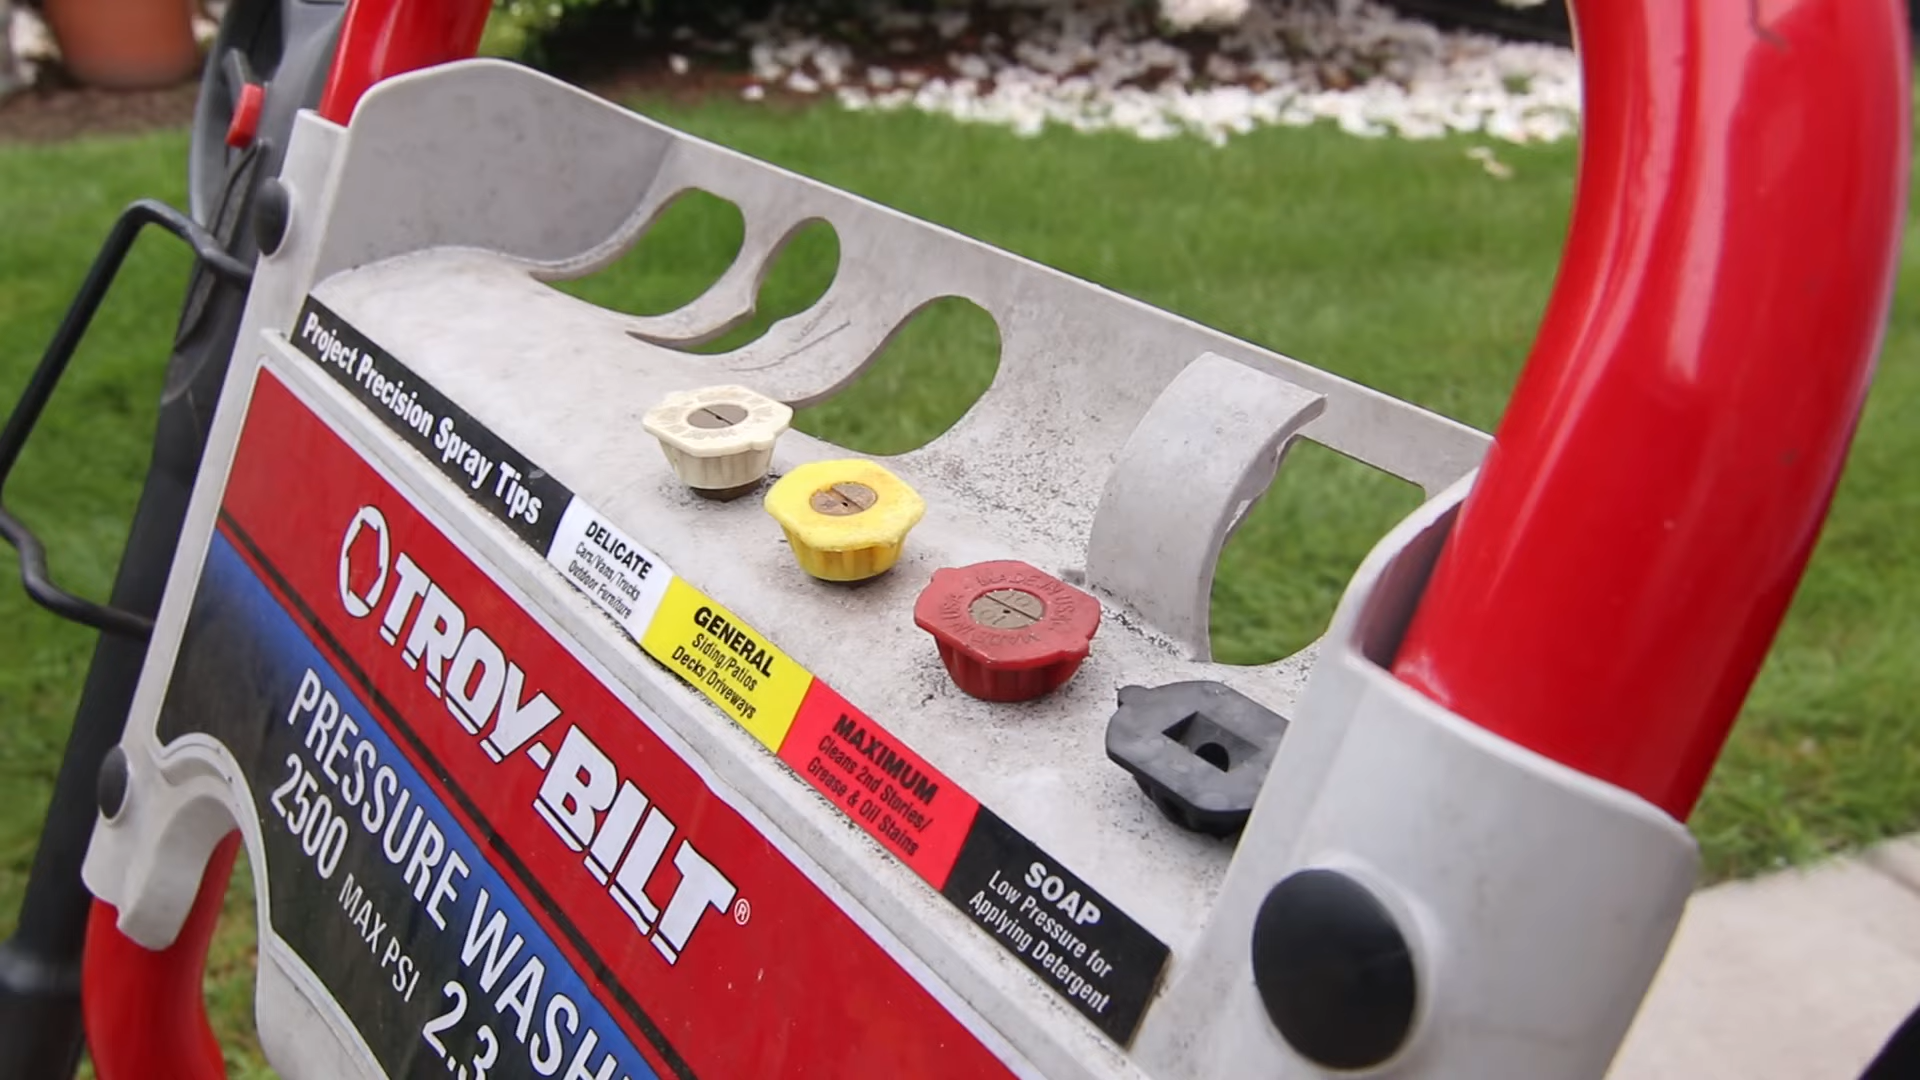 Project Precision Spray Tips
DELICATE
Cars/Vans/Trucks
Outdoor Furniture
GENERAL
Siding/Patios
Decks/Driveways
MAXIMUM
Cleans 2nd Stories/
Grease & Oil Stains
SOAP
Low Pressure for
Applying Detergent
TROY-BILT®
PRESSURE WASH
2500 MAX PSI 2.3
MADE IN USA